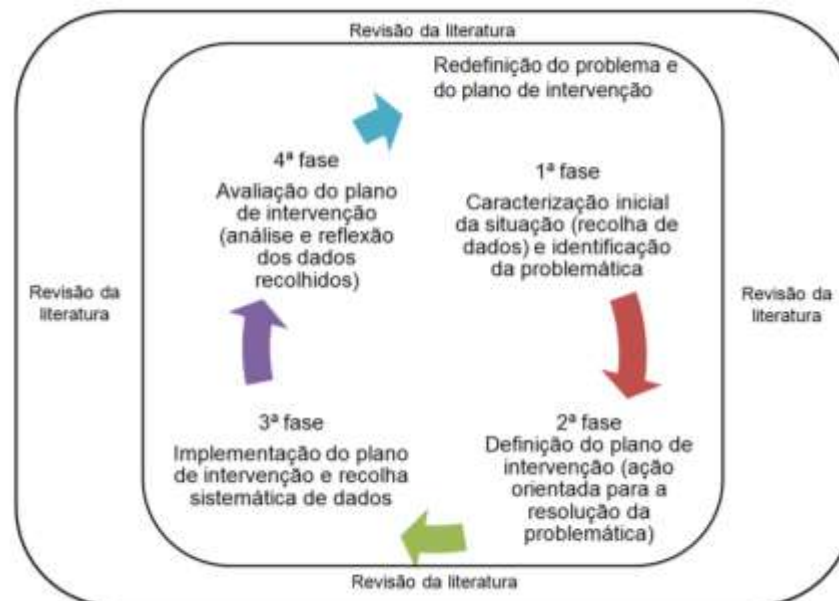 Revisão da literatura
Redefinição do problema e
do plano de intervenção
4ª fase
Avaliação do plano
de intervenção
(análise e reflexão
dos dados
recolhidos)
1ª fase
Caracterização inicial
da situação (recolha de
dados) e identificação
da problemática
Revisão da
literatura
Revisão da
literatura
3ª fase
Implementação do plano
de intervenção e recolha
sistemática de dados
2ª fase
Definição do plano de
intervenção (ação
orientada para a
resolução da
problemática)
Revisão da literatura